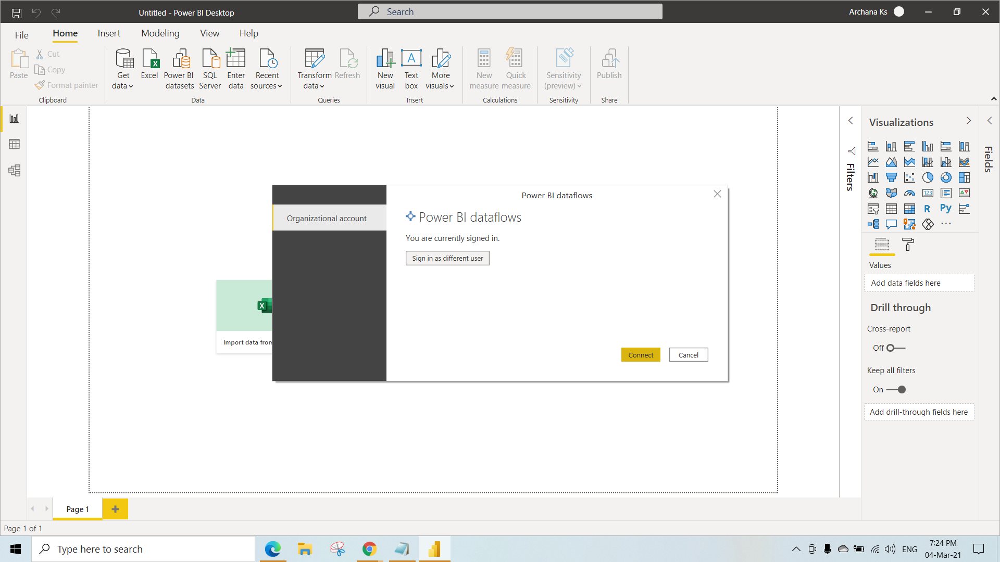 Untitled - Power BI Desktop
Search
Archana Ks
File
Home
Insert
Modeling
View
Help
Paste
Cut
Copy
Format painter
Clipboard
Get
data
Excel
Power BI
datasets
SQL
Server
Enter
data
Recent
sources
Data
Transform
data
Refresh
Queries
New
visual
Text
box
More
visuals
Insert
New
measure
Quick
measure
Calculations
Sensitivity
(preview)
Sensitivity
Publish
Share
Filters
Visualizations
Fields
123
R
Py
Values
Add data fields here
Drill through
Cross-report
Off
Keep all filters
On
Add drill-through fields here
Power BI dataflows
Organizational account
Power BI dataflows
You are currently signed in.
Sign in as different user
Connect
Cancel
X
Import data from
Page 1
Page 1 of 1
Type here to search
ENG
7:24 PM
04-Mar-21